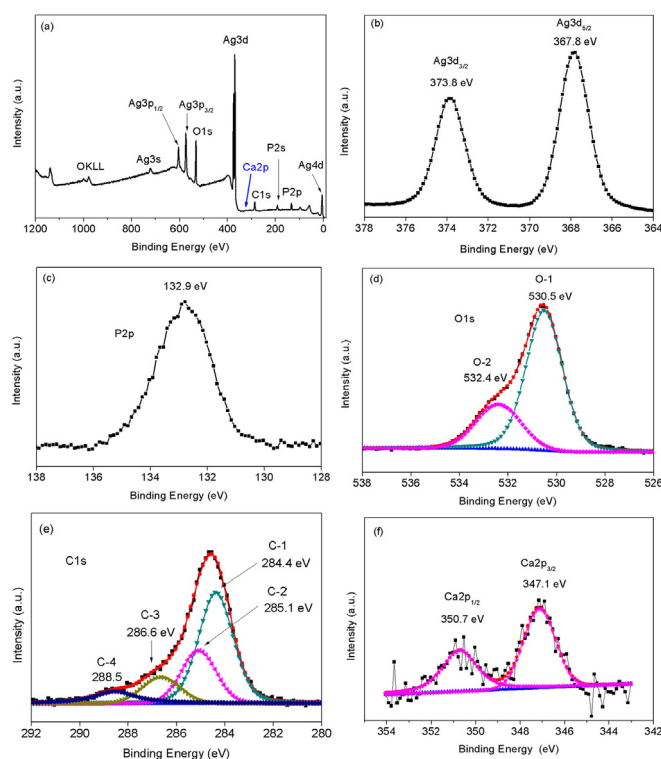 (a)
Ag3d
Ag3p1/2
Ag3p3/2
O1s
OKLL
Ag3s
P2s
Ca2p
Ag4d
C1s
P2p
Intensity (a.u.)
1200 1000 800 600 400 200 0
Binding Energy (eV)
(b)
Ag3d5/2
367.8 eV
Ag3d3/2
373.8 eV
Intensity (a.u.)
378 376 374 372 370 368 366 364
Binding Energy (eV)
(c)
132.9 eV
P2p
Intensity (a.u.)
138 136 134 132 130 128
Binding Energy (eV)
(d)
O-1
530.5 eV
O1s
O-2
532.4 eV
Intensity (a.u.)
538 536 534 532 530 528 526
Binding Energy (eV)
(e)
C1s
C-1
284.4 eV
C-2
285.1 eV
C-3
286.6 eV
C-4
288.5
Intensity (a.u.)
292 290 288 286 284 282 280
Binding Energy (eV)
(f)
Ca2p3/2
347.1 eV
Ca2p1/2
350.7 eV
Intensity (a.u.)
354 352 350 348 346 344 342
Binding Energy (eV)